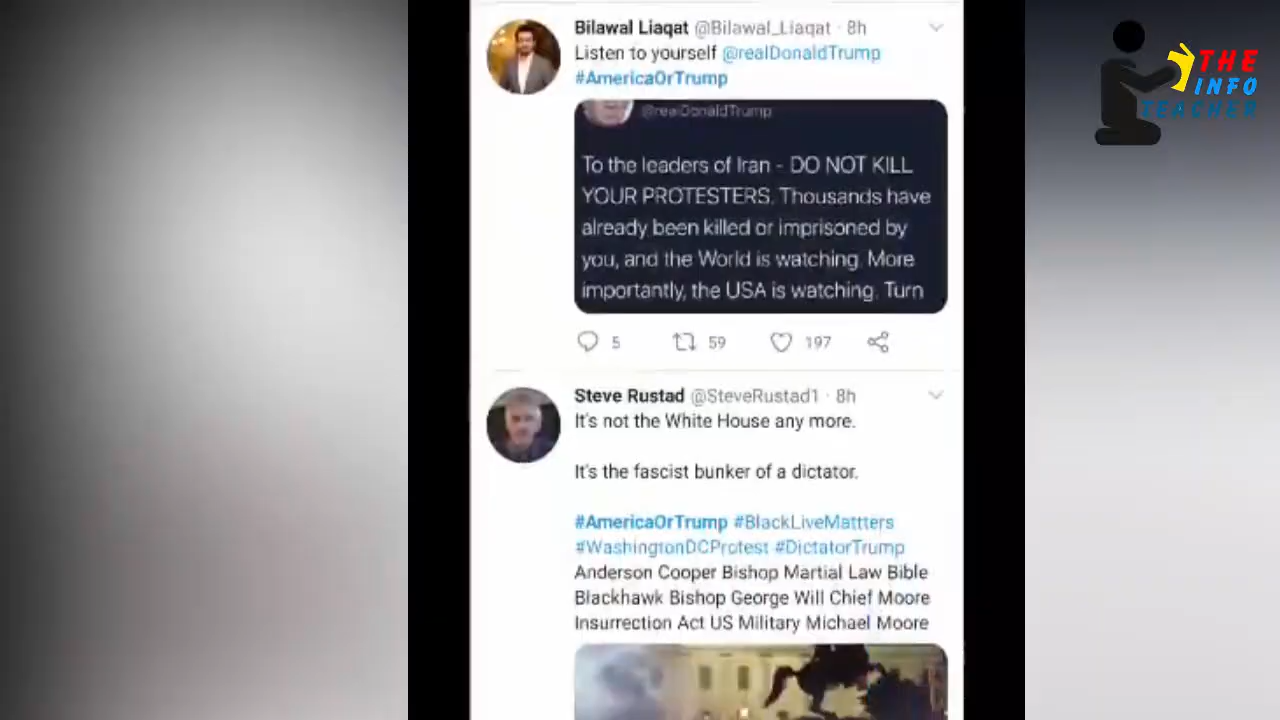 Bilawal Liaqat @Bilawal_Liaqat · 8h
Listen to yourself @realDonaldTrump
#AmericaOrTrump
@realDonaldTrump
To the leaders of Iran - DO NOT KILL
YOUR PROTESTERS. Thousands have
already been killed or imprisoned by
you, and the World is watching. More
importantly, the USA is watching. Turn
5 59 197
Steve Rustad @SteveRustad1 · 8h
It's not the White House any more.
It's the fascist bunker of a dictator.
#AmericaOrTrump #BlackLiveMattters
#WashingtonDCProtest #DictatorTrump
Anderson Cooper Bishop Martial Law Bible
Blackhawk Bishop George Will Chief Moore
Insurrection Act US Military Michael Moore
THE
INFO
TEACHER